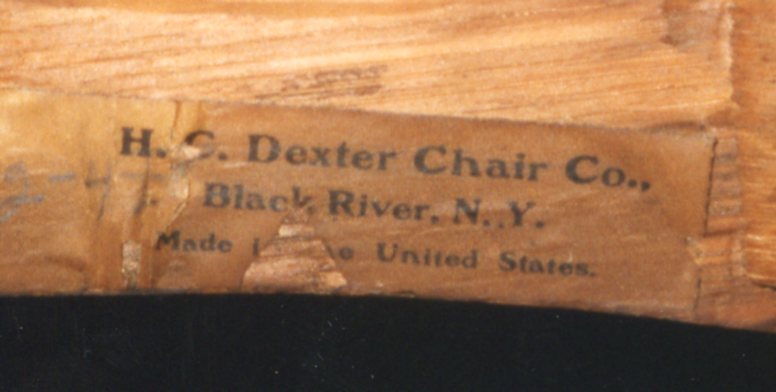 H. C. Dexter Chair Co.,
Black River, N. Y.
Made United States.